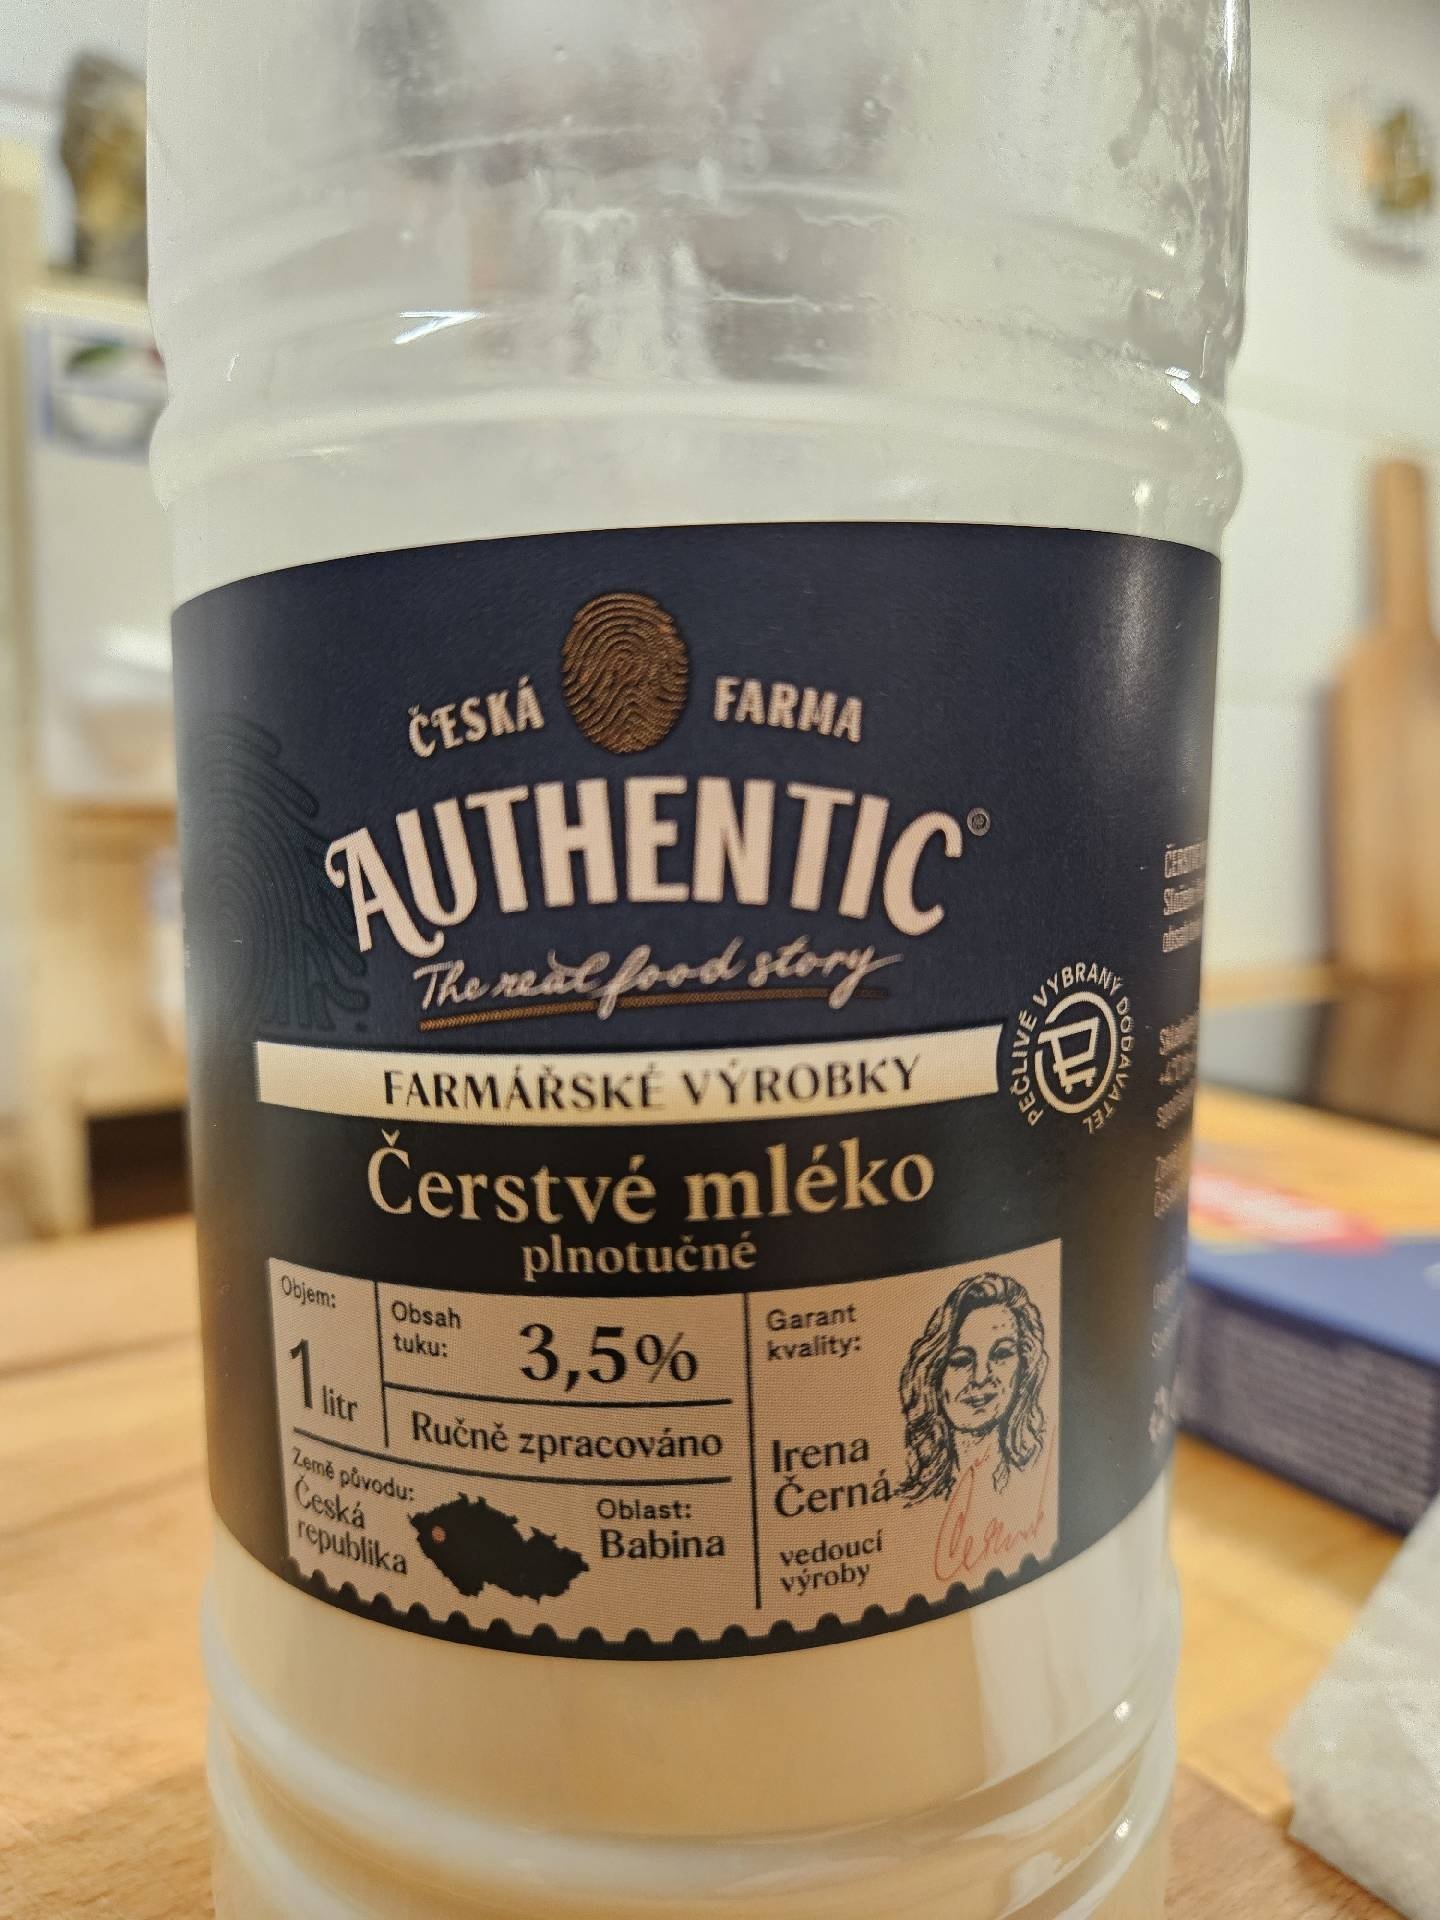 ČESKÁ FARMA
AUTHENTIC®
The real food story
FARMÁŘSKÉ VÝROBKY
PEČLIVĚ VYBRANÝ DODAVATEL
Čerstvé mléko
plnotučné
Objem:
1 litr
Obsah
tuku:
3,5%
Ručně zpracováno
Země původu:
Česká
republika
Oblast:
Babina
Garant
kvality:
Irena
Černá
vedoucí
výroby